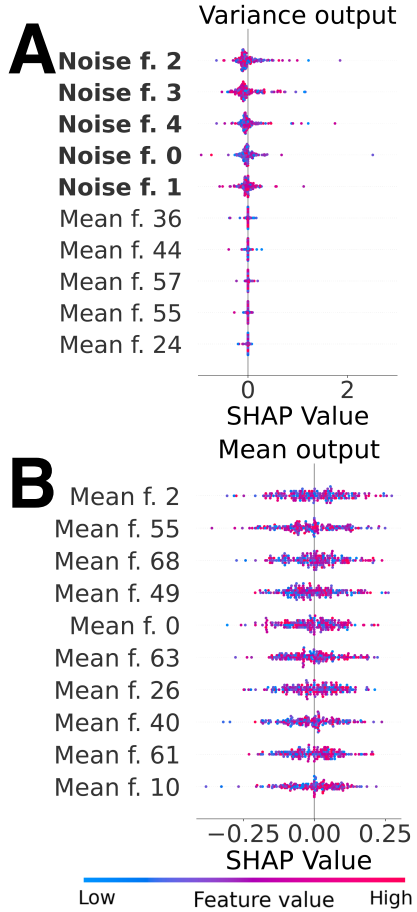 A
Variance output
Noise f. 2
Noise f. 3
Noise f. 4
Noise f. 0
Noise f. 1
Mean f. 36
Mean f. 44
Mean f. 57
Mean f. 55
Mean f. 24
0 2
SHAP Value
B
Mean output
Mean f. 2
Mean f. 55
Mean f. 68
Mean f. 49
Mean f. 0
Mean f. 63
Mean f. 26
Mean f. 40
Mean f. 61
Mean f. 10
−0.25 0.00 0.25
SHAP Value
Low Feature value High